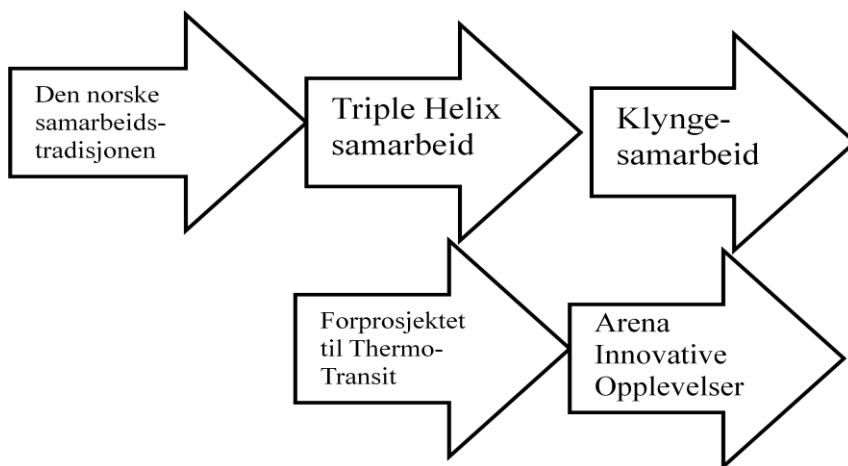 Den norske
samarbeids-
tradisjonen
Triple Helix
samarbeid
Klynge-
samarbeid
Forprosjektet
til Thermo-
Transit
Arena
Innovative
Opplevelser